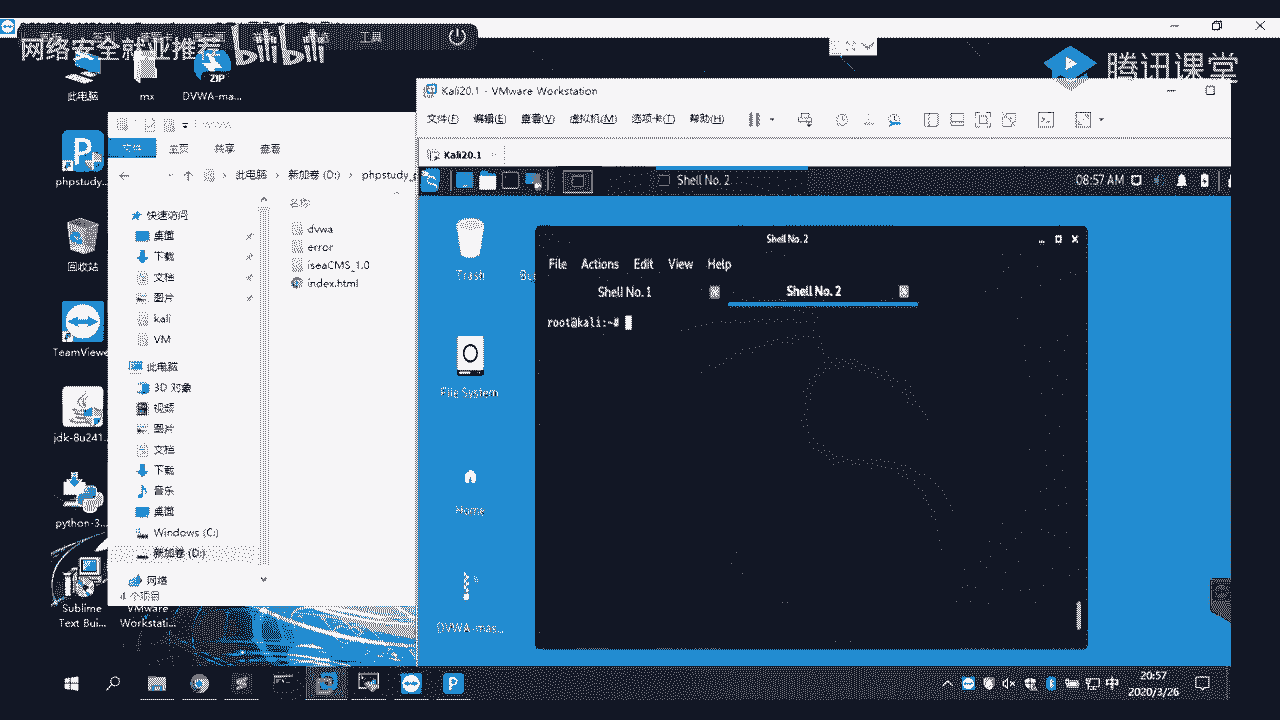 网络安全就业推荐 bilibili
工具
腾讯课堂
此电脑
mx
DVWA-ma...
phpstudy...
回收站
TeamViewe
jdk-8u241...
python-3...
Sublime
Text Bui...
VMware
Workstati...
文件
主页
共享
查看
此电脑 › 新加卷 (D:) › phpstudy_
名称
快速访问
桌面
下载
文档
图片
kali
VM
此电脑
3D 对象
视频
图片
文档
下载
音乐
桌面
Windows (C:)
新加卷 (D:)
网络
4 个项目
dvwa
error
iseaCMS_1.0
index.html
Kali20.1 - VMware Workstation
文件(F) 编辑(E) 查看(V) 虚拟机(M) 选项卡(T) 帮助(H)
Kali20.1
Shell No. 2
08:57 AM
Trash
File System
Home
DVWA-mas...
Shell No. 2
File Actions Edit View Help
Shell No. 1
Shell No. 2
root@kali:~#
20:57
2020/3/26